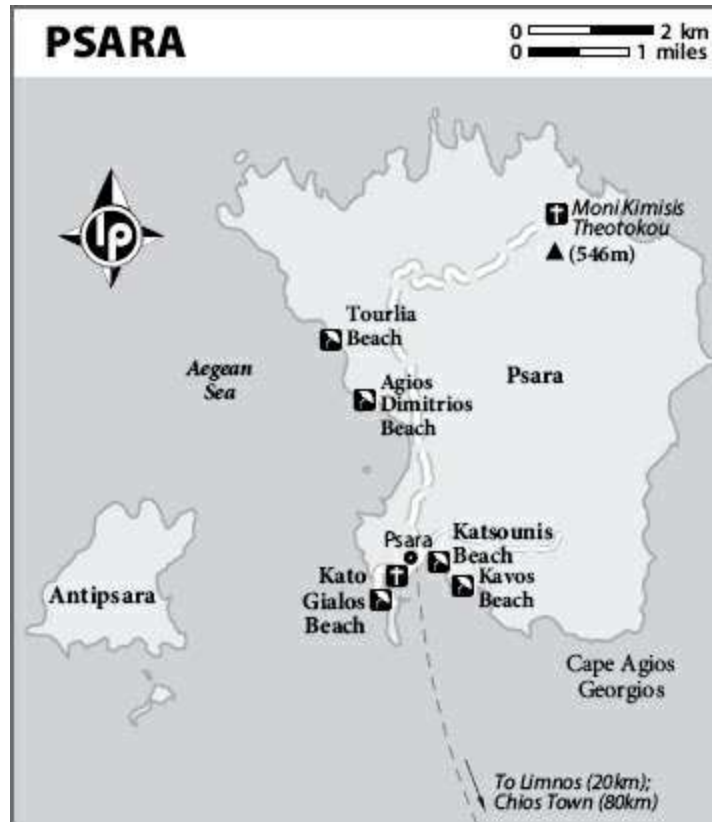 PSARA
0 2 km
0 1 miles
lp
Moni Kimisis
Theotokou
(546m)
Tourlia
Beach
Aegean
Sea
Psara
Agios
Dimitrios
Beach
Psara
Katsounis
Beach
Antipsara
Kato
Gialos
Beach
Kavos
Beach
Cape Agios
Georgios
To Limnos (20km);
Chios Town (80km)